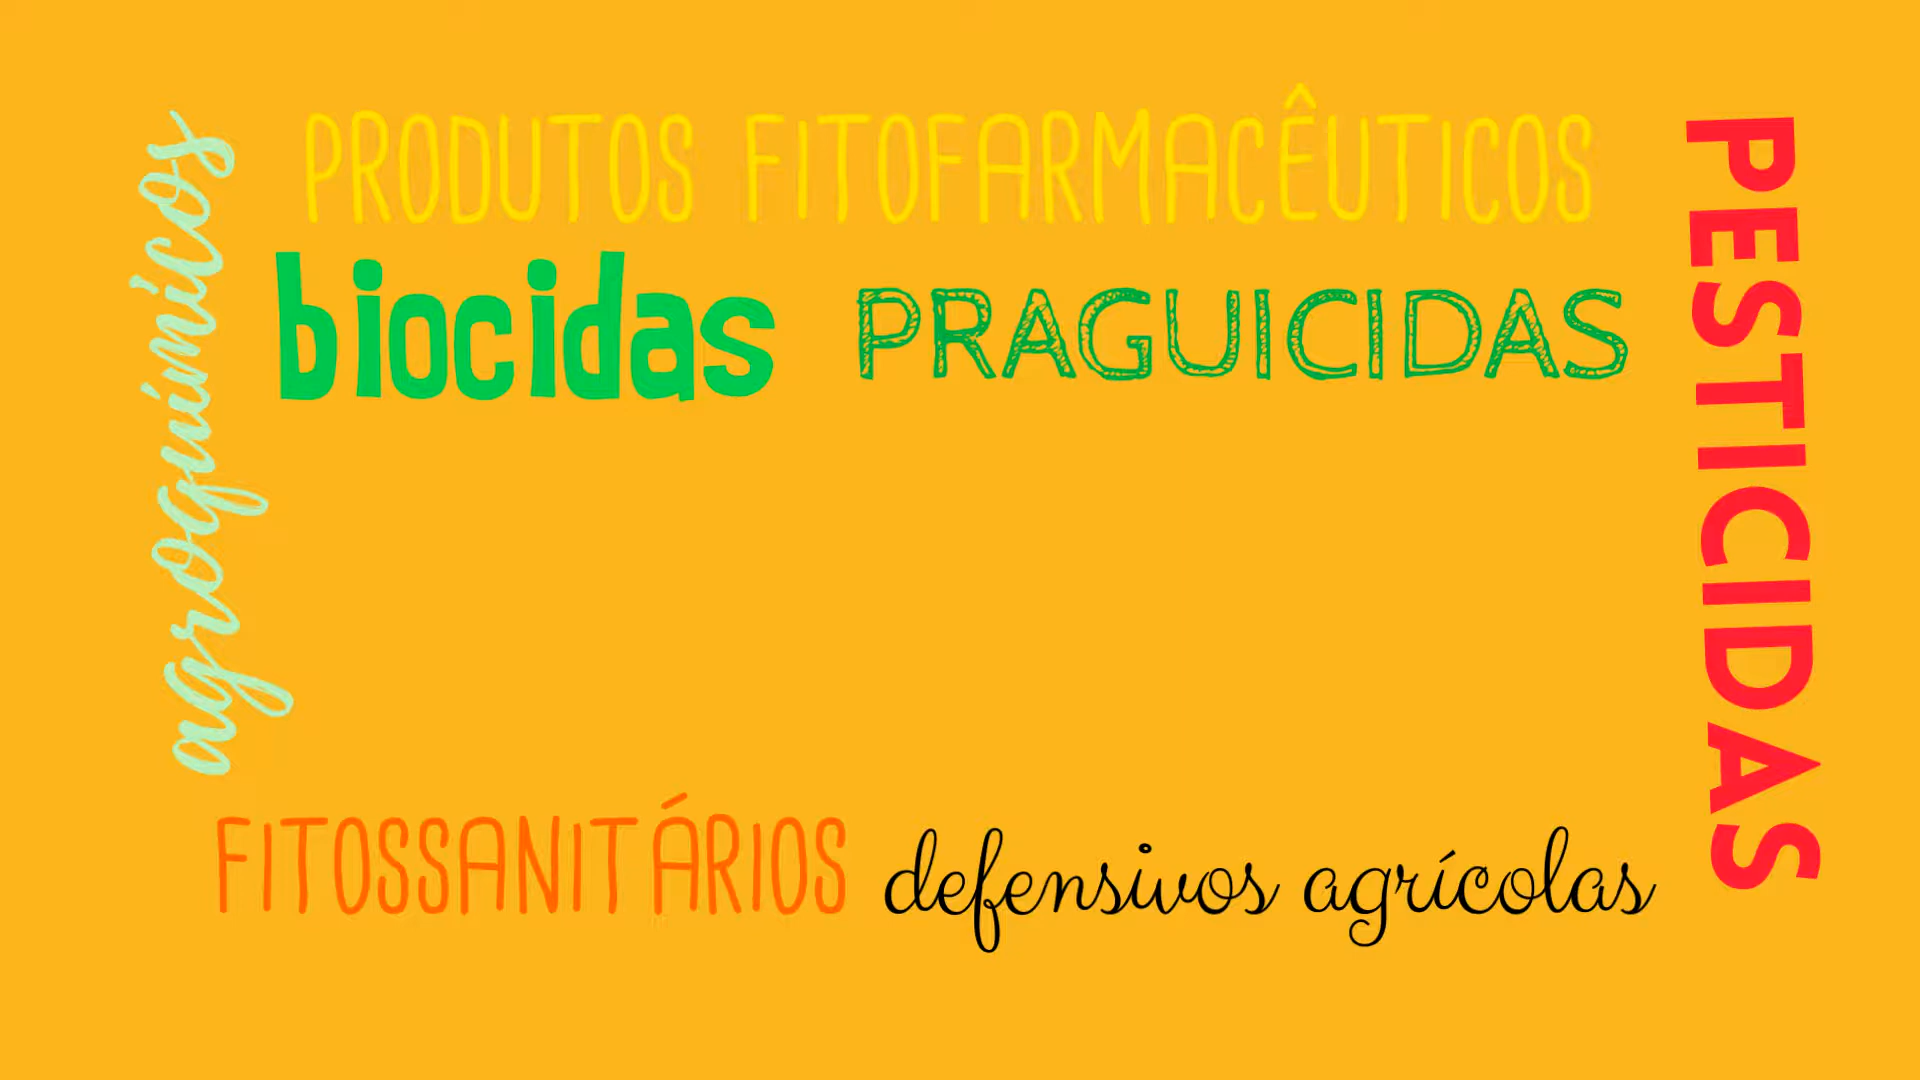 agroquímicos
PRODUTOS FITOFARMACÊUTICOS
biocidas PRAGUICIDAS
PESTICIDAS
FITOSSANITÁRIOS defensivos agrícolas